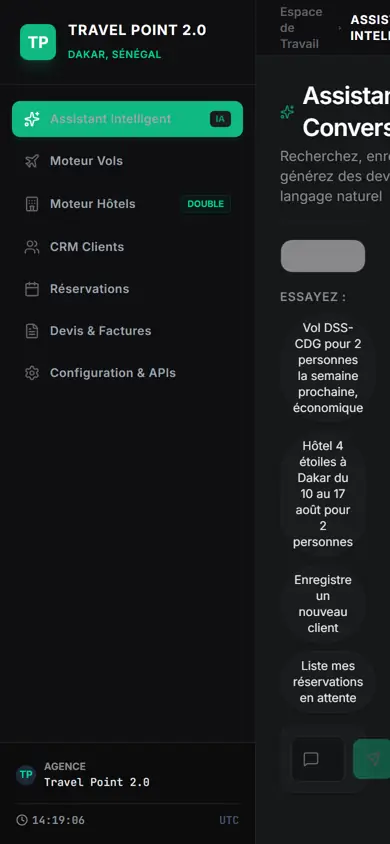 TP
TRAVEL POINT 2.0
DAKAR, SÉNÉGAL
Assistant Intelligent
IA
Moteur Vols
Moteur Hôtels
DOUBLE
CRM Clients
Réservations
Devis & Factures
Configuration & APIs
TP
AGENCE
Travel Point 2.0
14:19:06
UTC
Espace
de
Travail
ASSIS
INTELL
Assistan
Convers
Recherchez, enre
générez des dev
langage naturel
ESSAYEZ :
Vol DSS-
CDG pour 2
personnes
la semaine
prochaine,
économique
Hôtel 4
étoiles à
Dakar du
10 au 17
août pour
2
personnes
Enregistre
un
nouveau
client
Liste mes
réservations
en attente